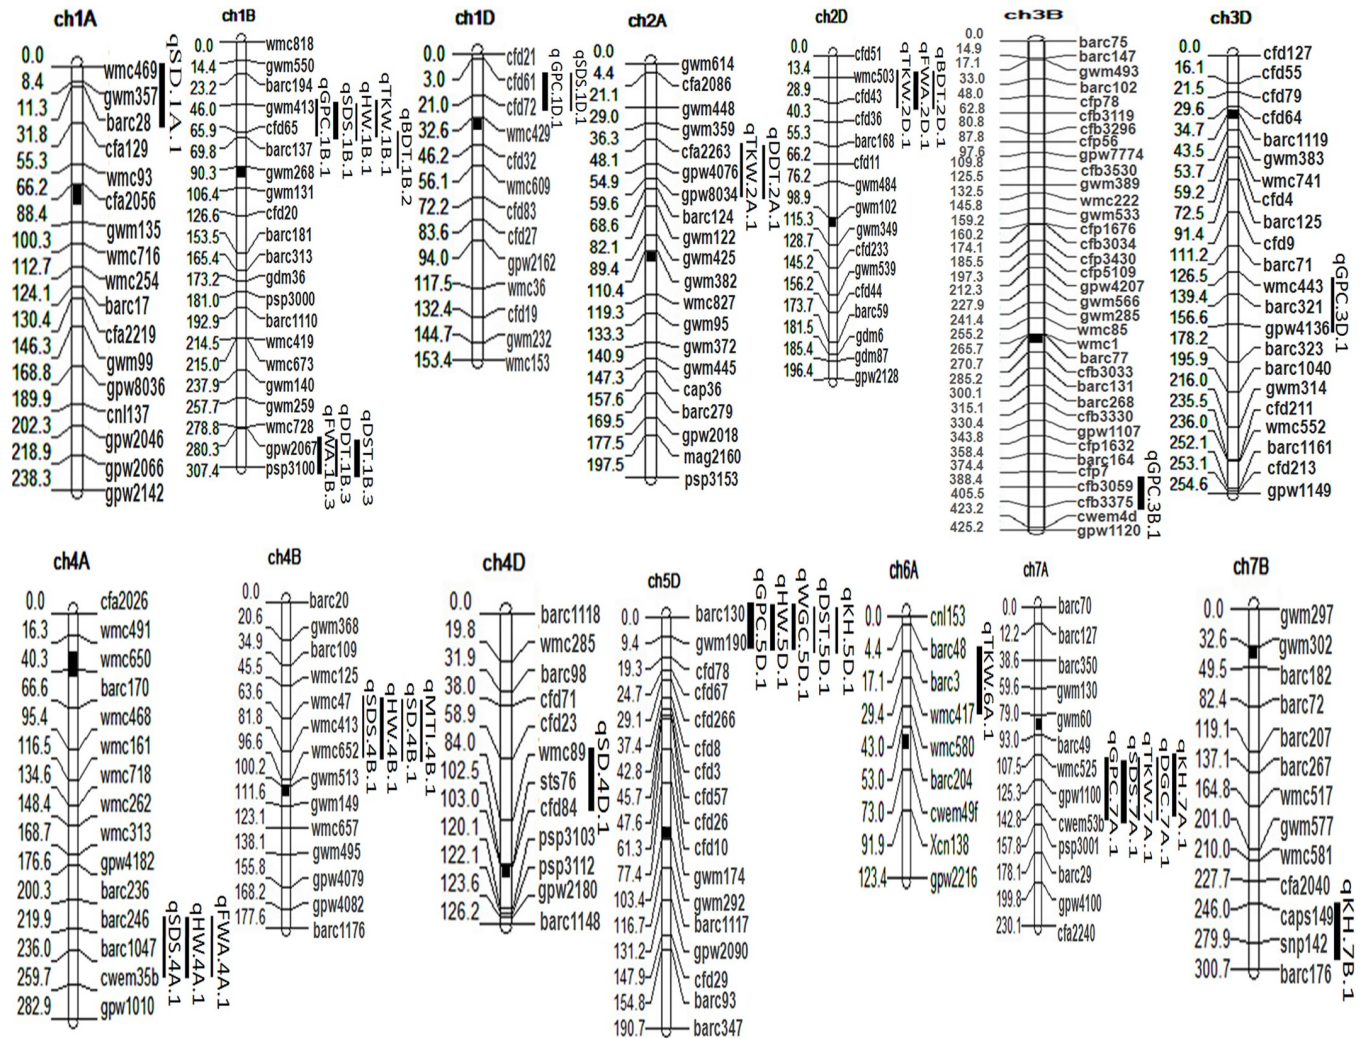 ch1A
0.0 wmc469
8.4 gwm357
11.3 barc28
31.8 cfa129
55.3 wmc93
66.2 cfa2056
88.4 gwm135
100.3 wmc716
112.7 wmc254
124.1 barc17
130.4 cfa2219
146.3 gwm99
168.8 gpw8036
189.9 cnl137
202.3 gpw2046
218.9 gpw2066
238.3 gpw2142
qSD.1A.1
ch1B
0.0 wmc818
14.4 gwm550
23.2 barc194
46.0 gwm413
65.9 cfd65
69.8 barc137
90.3 gwm268
106.4 gwm131
126.6 cfd20
153.5 barc181
165.4 barc313
173.2 gdm36
181.0 psp3000
192.9 barc1110
214.5 wmc419
215.0 wmc673
237.9 gwm140
257.7 gwm259
278.8 wmc728
280.3 gpw2067
307.4 psp3100
qGPC.1B.1
qSDS.1B.1
qHW.1B.1
qTKW.1B.1
qBDT.1B.2
qFWA.1B.3
qDDT.1B.3
qDST.1B.3
ch1D
0.0 cfd21
3.0 cfd61
21.0 cfd72
32.6 wmc429
46.2 cfd32
56.1 wmc609
72.2 cfd83
83.6 cfd27
94.0 gpw2162
117.5 wmc36
132.4 cfd19
144.7 gwm232
153.4 wmc153
qGPC.1D.1
qSDS.1D.1
ch2A
0.0 gwm614
4.4 cfa2086
21.1 gwm448
29.0 gwm359
36.3 cfa2263
48.1 gpw4076
54.9 gpw8034
59.6 barc124
68.6 gwm122
82.1 gwm425
89.4 gwm382
110.4 wmc827
119.3 gwm95
133.3 gwm372
140.9 gwm445
147.3 cap36
157.6 barc279
169.5 gpw2018
177.5 mag2160
197.5 psp3153
qTKW.2A.1
qDDT.2A.1
ch2D
0.0 cfd51
13.4 wmc503
28.9 cfd43
40.3 cfd36
55.3 barc168
66.2 cfd11
76.2 gwm484
98.9 gwm102
115.3 gwm349
128.7 cfd233
145.2 gwm539
156.2 cfd44
173.7 barc59
181.5 gdm6
185.4 gdm87
196.4 gpw2128
qTKW.2D.1
qFWA.2D.1
qBDT.2D.1
ch3B
0.0 barc75
14.9 barc147
17.1 gwm493
33.0 barc102
48.0 cfp78
62.8 cfb3119
80.8 cfb3296
87.8 cfp56
97.6 gpw7774
109.8 cfb3530
125.5 gwm389
132.5 wmc222
145.8 gwm533
159.2 cfp1676
160.2 cfb3034
174.1 cfp3430
185.5 cfp5109
197.3 gpw4207
212.3 gwm566
227.9 gwm285
241.4 wmc85
255.2 wmc1
265.7 barc77
270.7 cfb3033
285.2 barc131
300.1 barc268
315.1 cfb3330
330.4 gpw1107
343.8 cfp1632
358.4 barc164
374.4 cfp7
388.4 cfb3059
405.5 cfb3375
423.2 cwem4d
425.2 gpw1120
qGPC.3B.1
ch3D
0.0 cfd127
16.1 cfd55
21.5 cfd79
29.6 cfd64
34.7 barc1119
43.5 gwm383
53.7 wmc741
59.2 cfd4
72.5 barc125
91.4 cfd9
111.2 barc71
126.5 wmc443
139.4 barc321
156.6 gpw4136
178.2 barc323
195.9 barc1040
216.0 gwm314
235.5 cfd211
236.0 wmc552
252.1 barc1161
253.1 cfd213
254.6 gpw1149
qGPC.3D.1
ch4A
0.0 cfa2026
16.3 wmc491
40.3 wmc650
66.6 barc170
95.4 wmc468
116.5 wmc161
134.6 wmc718
148.4 wmc262
168.7 wmc313
176.6 gpw4182
200.3 barc236
219.9 barc246
236.0 barc1047
259.7 cwem35b
282.9 gpw1010
qSDS.4A.1
qHW.4A.1
qFWA.4A.1
ch4B
0.0 barc20
20.6 gwm368
34.9 barc109
45.5 wmc125
63.6 wmc47
81.8 wmc413
96.6 wmc652
100.2 gwm513
111.6 gwm149
123.1 wmc657
138.1 gwm495
155.8 gpw4079
168.2 gpw4082
177.6 barc1176
qSDS.4B.1
qHW.4B.1
qSD.4B.1
qMTI.4B.1
ch4D
0.0 barc1118
19.8 wmc285
31.9 barc98
38.0 cfd71
58.9 cfd23
84.0 wmc89
102.5 sts76
103.0 cfd84
120.1 psp3103
122.1 psp3112
123.6 gpw2180
126.2 barc1148
qSD.4D.1
ch5D
0.0 barc130
9.4 gwm190
19.3 cfd78
24.7 cfd67
29.1 cfd266
37.4 cfd8
42.8 cfd3
45.7 cfd57
47.6 cfd26
61.3 cfd10
77.4 gwm174
103.4 gwm292
116.7 barc1117
131.2 gpw2090
147.9 cfd29
154.8 barc93
190.7 barc347
qGPC.5D.1
qHW.5D.1
qWGC.5D.1
qDST.5D.1
qKH.5D.1
ch6A
0.0 cnl153
4.4 barc48
17.1 barc3
29.4 wmc417
43.0 wmc580
53.0 barc204
73.0 cwem49f
91.9 Xcn138
123.4 gpw2216
qTKW.6A.1
ch7A
0.0 barc70
12.2 barc127
38.6 barc350
59.6 gwm130
79.0 gwm60
93.0 barc49
107.5 wmc525
125.3 gpw1100
142.8 cwem53b
157.8 psp3001
178.1 barc29
199.8 gpw4100
230.1 cfa2240
qGPC.7A.1
qSDS.7A.1
qTKW.7A.1
qDGC.7A.1
qKH.7A.1
ch7B
0.0 gwm297
32.6 gwm302
49.5 barc182
82.4 barc72
119.1 barc207
137.1 barc267
164.8 wmc517
201.0 gwm577
210.0 wmc581
227.7 cfa2040
246.0 caps149
279.9 snp142
300.7 barc176
qKH.7B.1